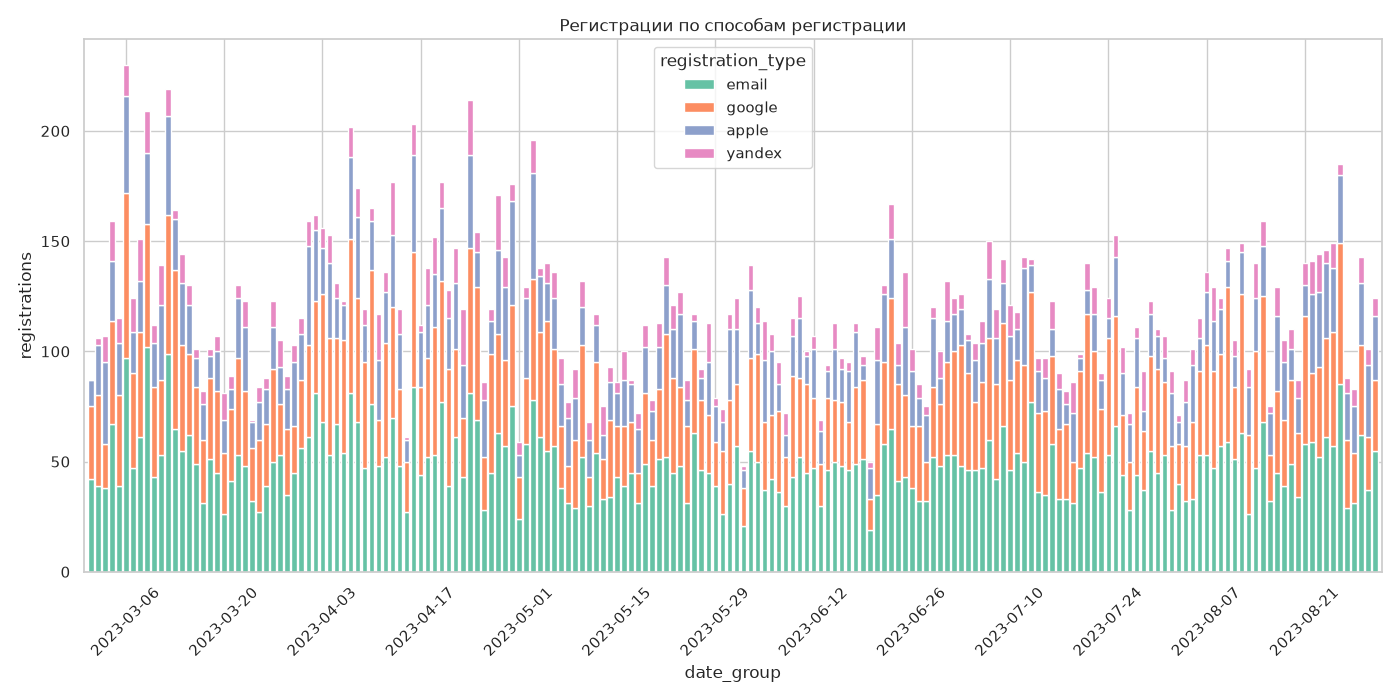 Регистрации по способам регистрации
registration_type
email
google
apple
yandex
registrations
200
150
100
50
0
2023-03-06
2023-03-20
2023-04-03
2023-04-17
2023-05-01
2023-05-15
2023-05-29
2023-06-12
2023-06-26
2023-07-10
2023-07-24
2023-08-07
2023-08-21
date_group